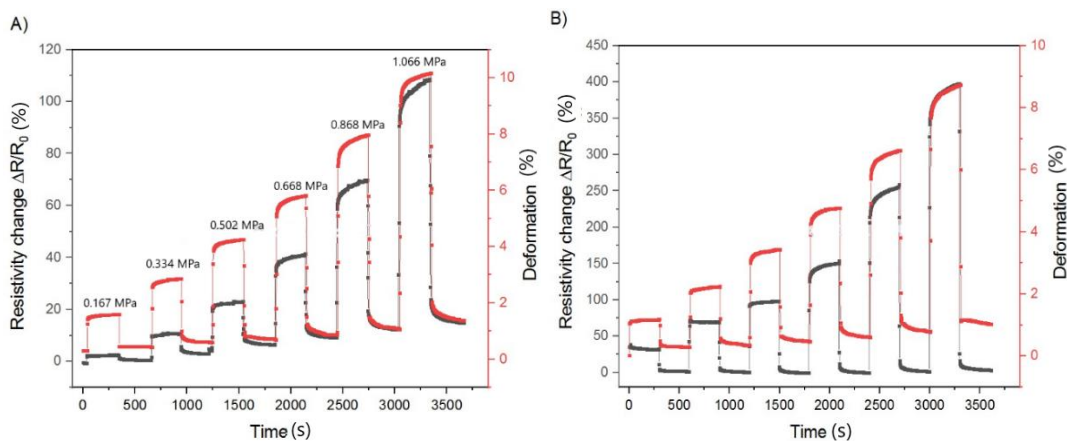 A)
Resistivity change ΔR/R0 (%)
120
100
80
60
40
20
0
0.167 MPa
0.334 MPa
0.502 MPa
0.668 MPa
0.868 MPa
1.066 MPa
10
8
6
4
2
0
Deformation (%)
0 500 1000 1500 2000 2500 3000 3500
Time (s)
B)
Resistivity change ΔR/R0 (%)
450
400
350
300
250
200
150
100
50
0
10
8
6
4
2
0
Deformation (%)
0 500 1000 1500 2000 2500 3000 3500
Time (s)